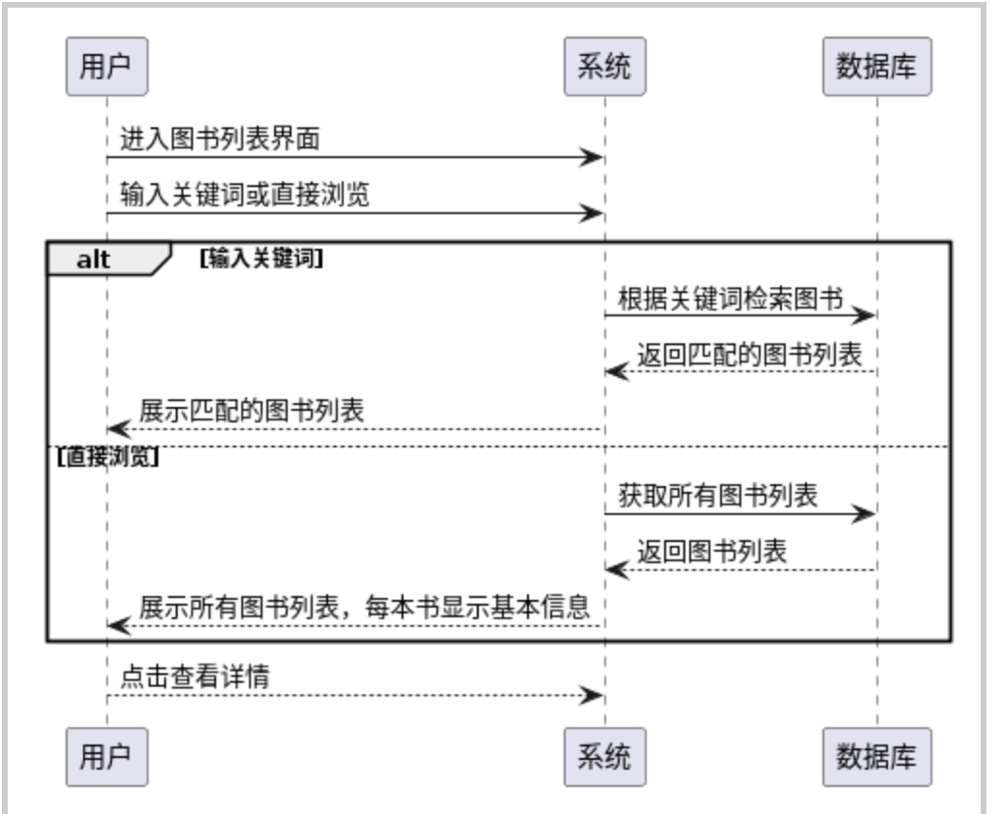 用户 系统 数据库
进入图书列表界面
输入关键词或直接浏览
alt [输入关键词]
根据关键词检索图书
返回匹配的图书列表
展示匹配的图书列表
[直接浏览]
获取所有图书列表
返回图书列表
展示所有图书列表，每本书显示基本信息
点击查看详情
用户 系统 数据库